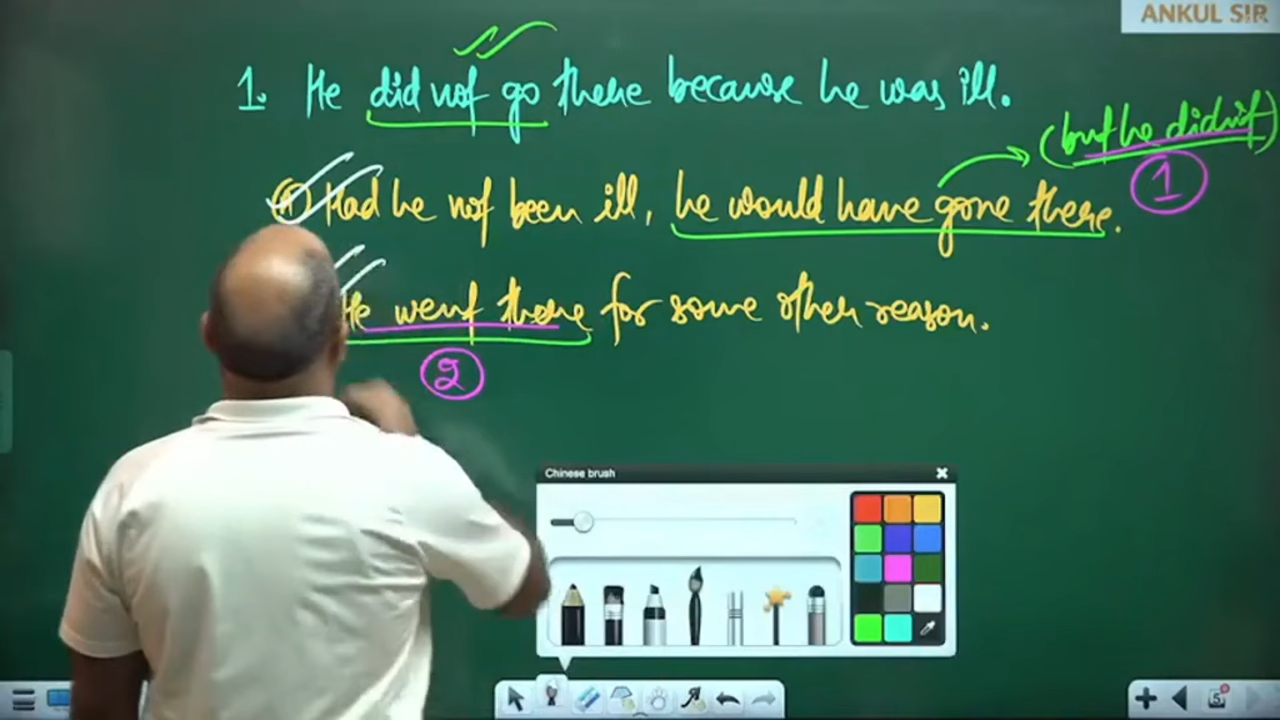 ANKUL SIR
1. He did not go there because he was ill.
(but he didn't)
1
(A) Had he not been ill, he would have gone there.
He went there for some other reason.
2
Chinese brush
5